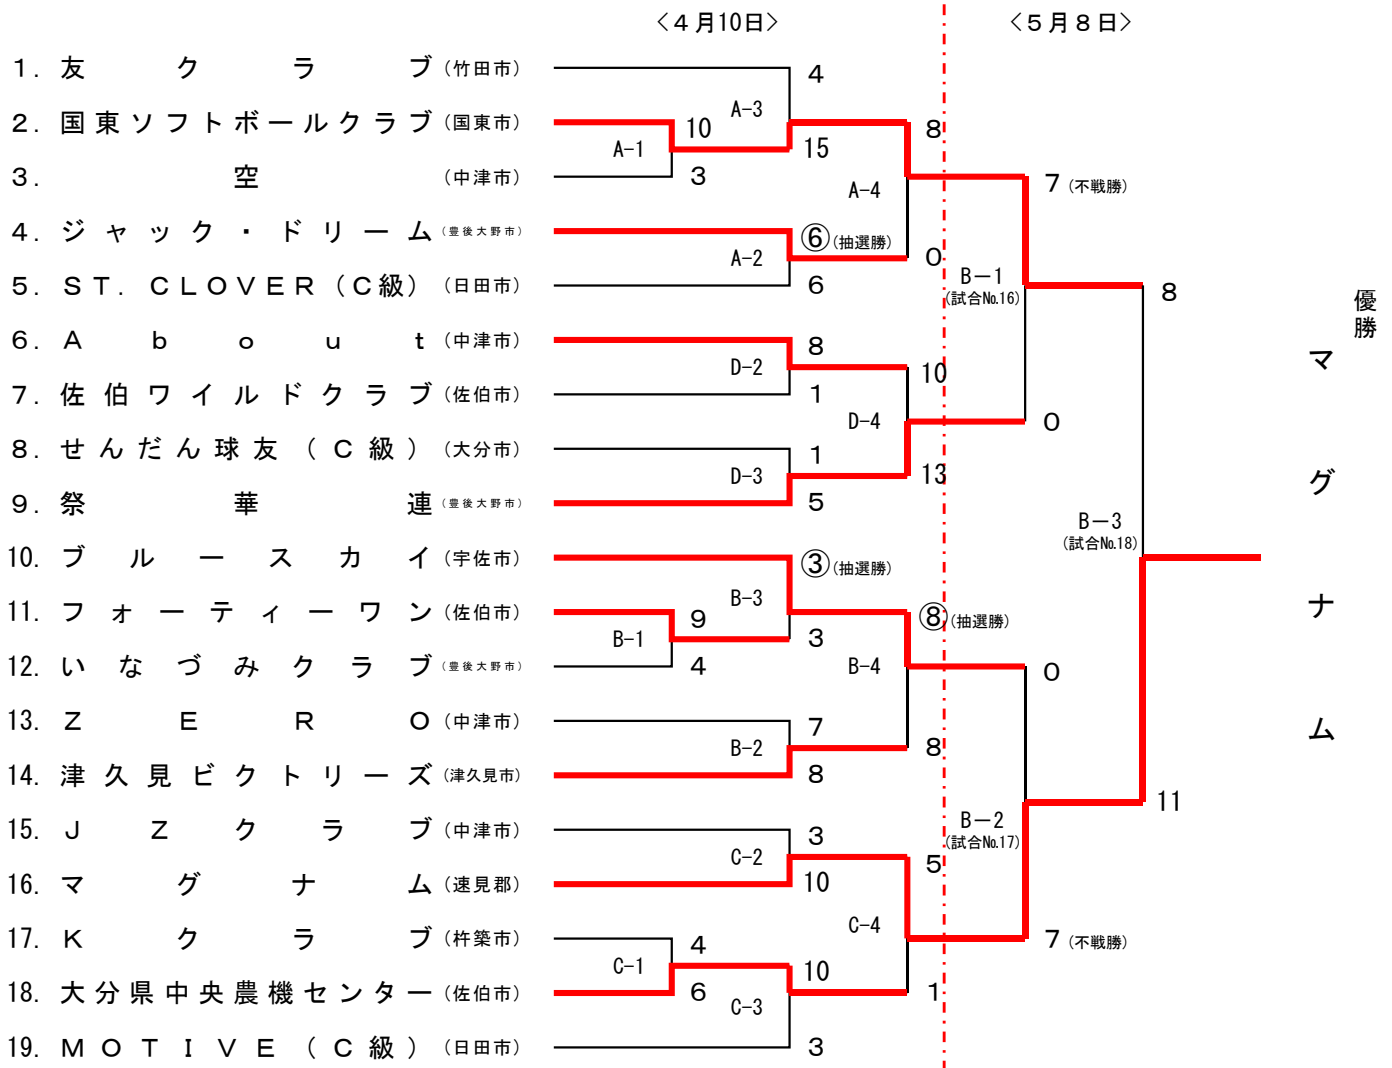 ＜４月10日＞
＜５月８日＞
1. 友クラブ (竹田市)
4
A-3
2. 国東ソフトボールクラブ (国東市)
10
8
A-1
15
3. 空 (中津市)
3
7 (不戦勝)
A-4
4. ジャック・ドリーム (豊後大野市)
⑥ (抽選勝)
A-2
0
5. ＳＴ. ＣＬＯＶＥＲ（Ｃ級） (日田市)
6
B－1
(試合No.16)
8
優勝
6. Ａｂｏｕｔ (中津市)
8
マグナム
D-2
10
7. 佐伯ワイルドクラブ (佐伯市)
1
D-4
0
8. せんだん球友（Ｃ級） (大分市)
1
D-3
13
9. 祭華連 (豊後大野市)
5
B－3
(試合No.18)
10. ブルースカイ (宇佐市)
③ (抽選勝)
B-3
11. フォーティーワン (佐伯市)
9
⑧ (抽選勝)
B-1
3
12. いなづみクラブ (豊後大野市)
4
B-4
0
13. ＺＥＲＯ (中津市)
7
B-2
8
14. 津久見ビクトリーズ (津久見市)
8
11
15. ＪＺクラブ (中津市)
3
B－2
(試合No.17)
C-2
5
16. マグナム (速見郡)
10
C-4
17. Ｋクラブ (杵築市)
4
7 (不戦勝)
C-1
10
18. 大分県中央農機センター (佐伯市)
6
1
C-3
19. ＭＯＴＩＶＥ（Ｃ級） (日田市)
3